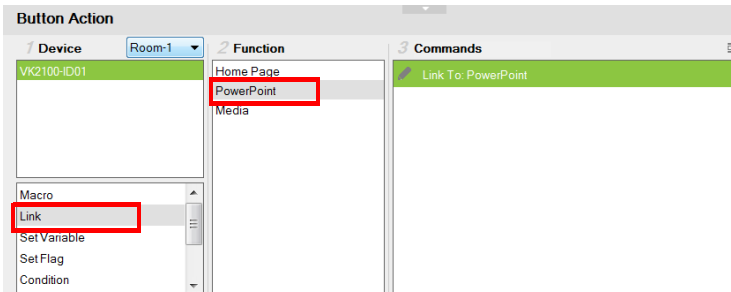 Button Action
1 Device Room-1 2 Function 3 Commands
VK2100-ID01
Home Page
PowerPoint
Media
Link To: PowerPoint
Macro
Link
Set Variable
Set Flag
Condition